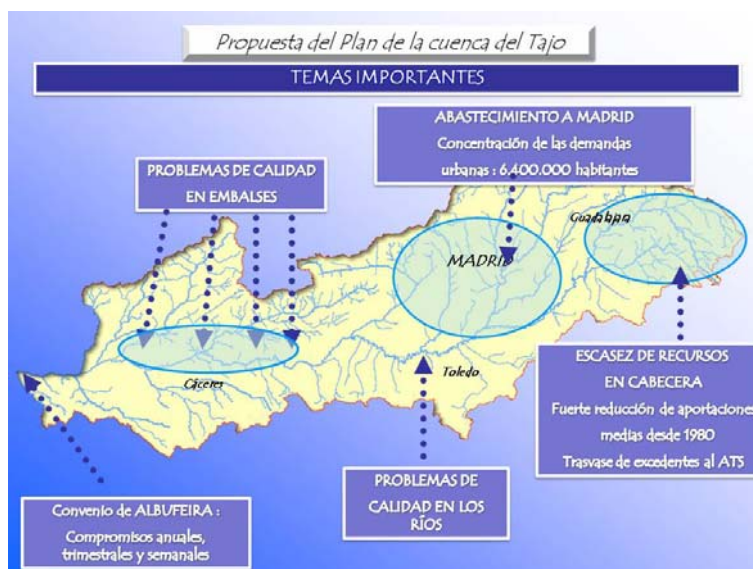 Propuesta del Plan de la cuenca del Tajo
TEMAS IMPORTANTES
ABASTECIMIENTO A MADRID
Concentración de las demandas
urbanas : 6.400.000 habitantes
PROBLEMAS DE CALIDAD
EN EMBALSES
Guadalajara
MADRID
Cáceres
Toledo
ESCASEZ DE RECURSOS
EN CABECERA
Fuerte reducción de aportaciones
medias desde 1980
Trasvase de excedentes al ATS
PROBLEMAS DE
CALIDAD EN LOS
RÍOS
Convenio de ALBUFEIRA :
Compromisos anuales,
trimestrales y semanales